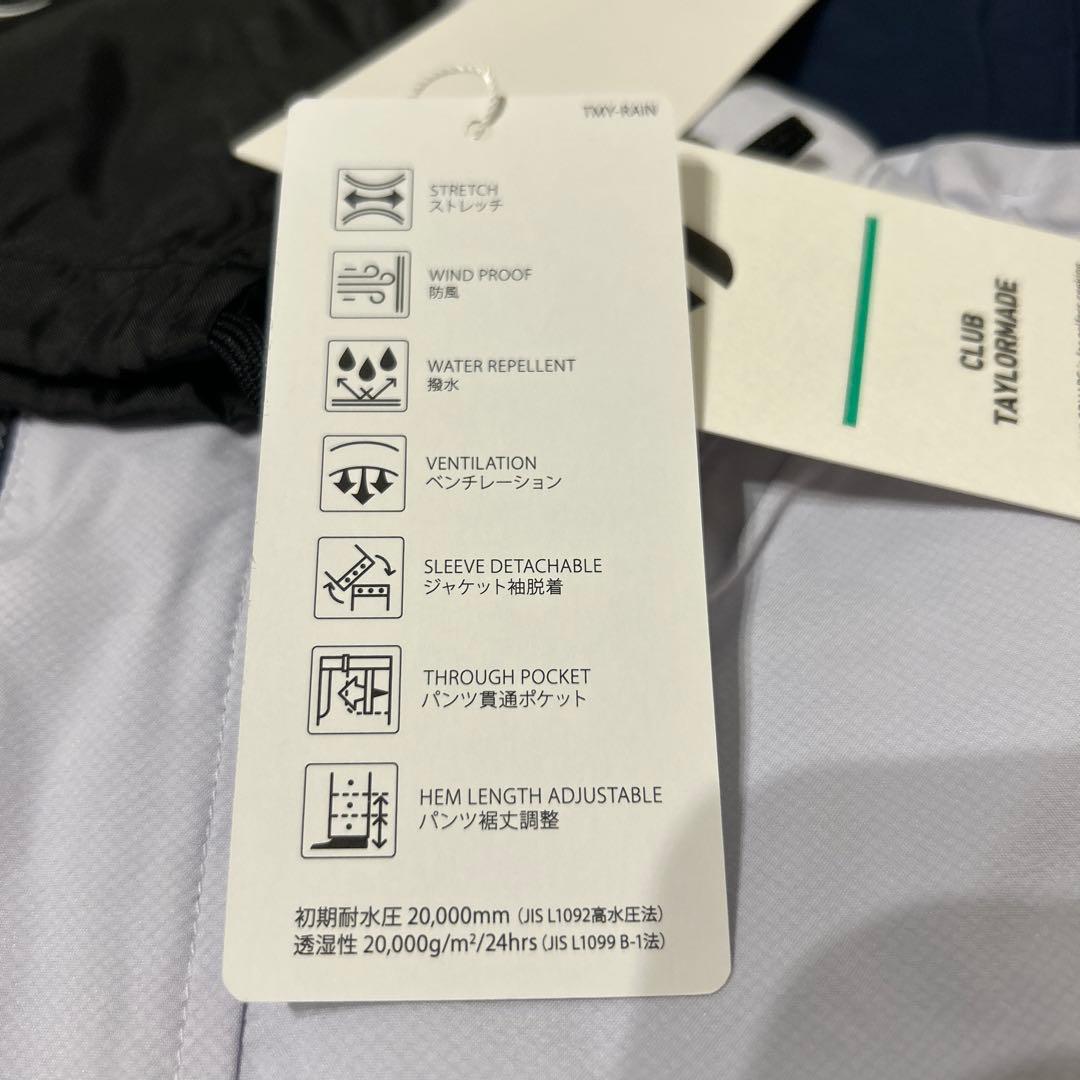 TMY-RAIN
STRETCH
ストレッチ
WIND PROOF
防風
WATER REPELLENT
撥水
VENTILATION
ベンチレーション
SLEEVE DETACHABLE
ジャケット袖脱着
THROUGH POCKET
パンツ貫通ポケット
HEM LENGTH ADJUSTABLE
パンツ裾丈調整
初期耐水圧 20,000mm (JIS L1092高水圧法)
透湿性 20,000g/m²/24hrs (JIS L1099 B-1法)
CLUB
TAYLORMADE